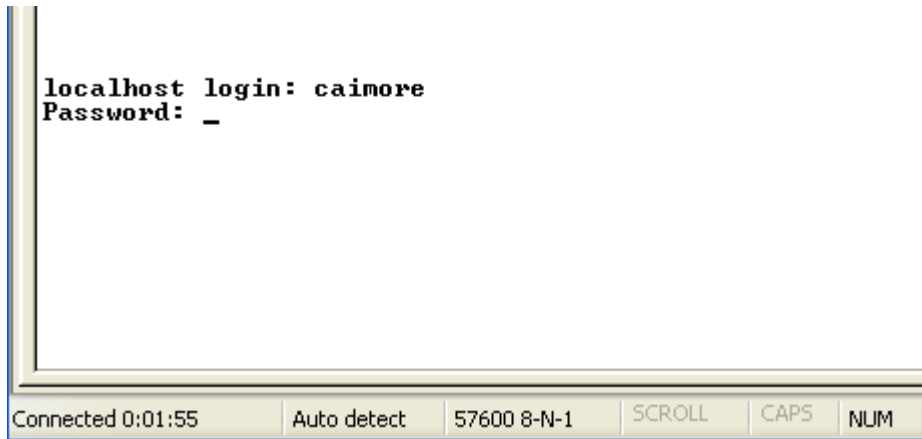 localhost login: caimore
Password: _
Connected 0:01:55 Auto detect 57600 8-N-1 SCROLL CAPS NUM